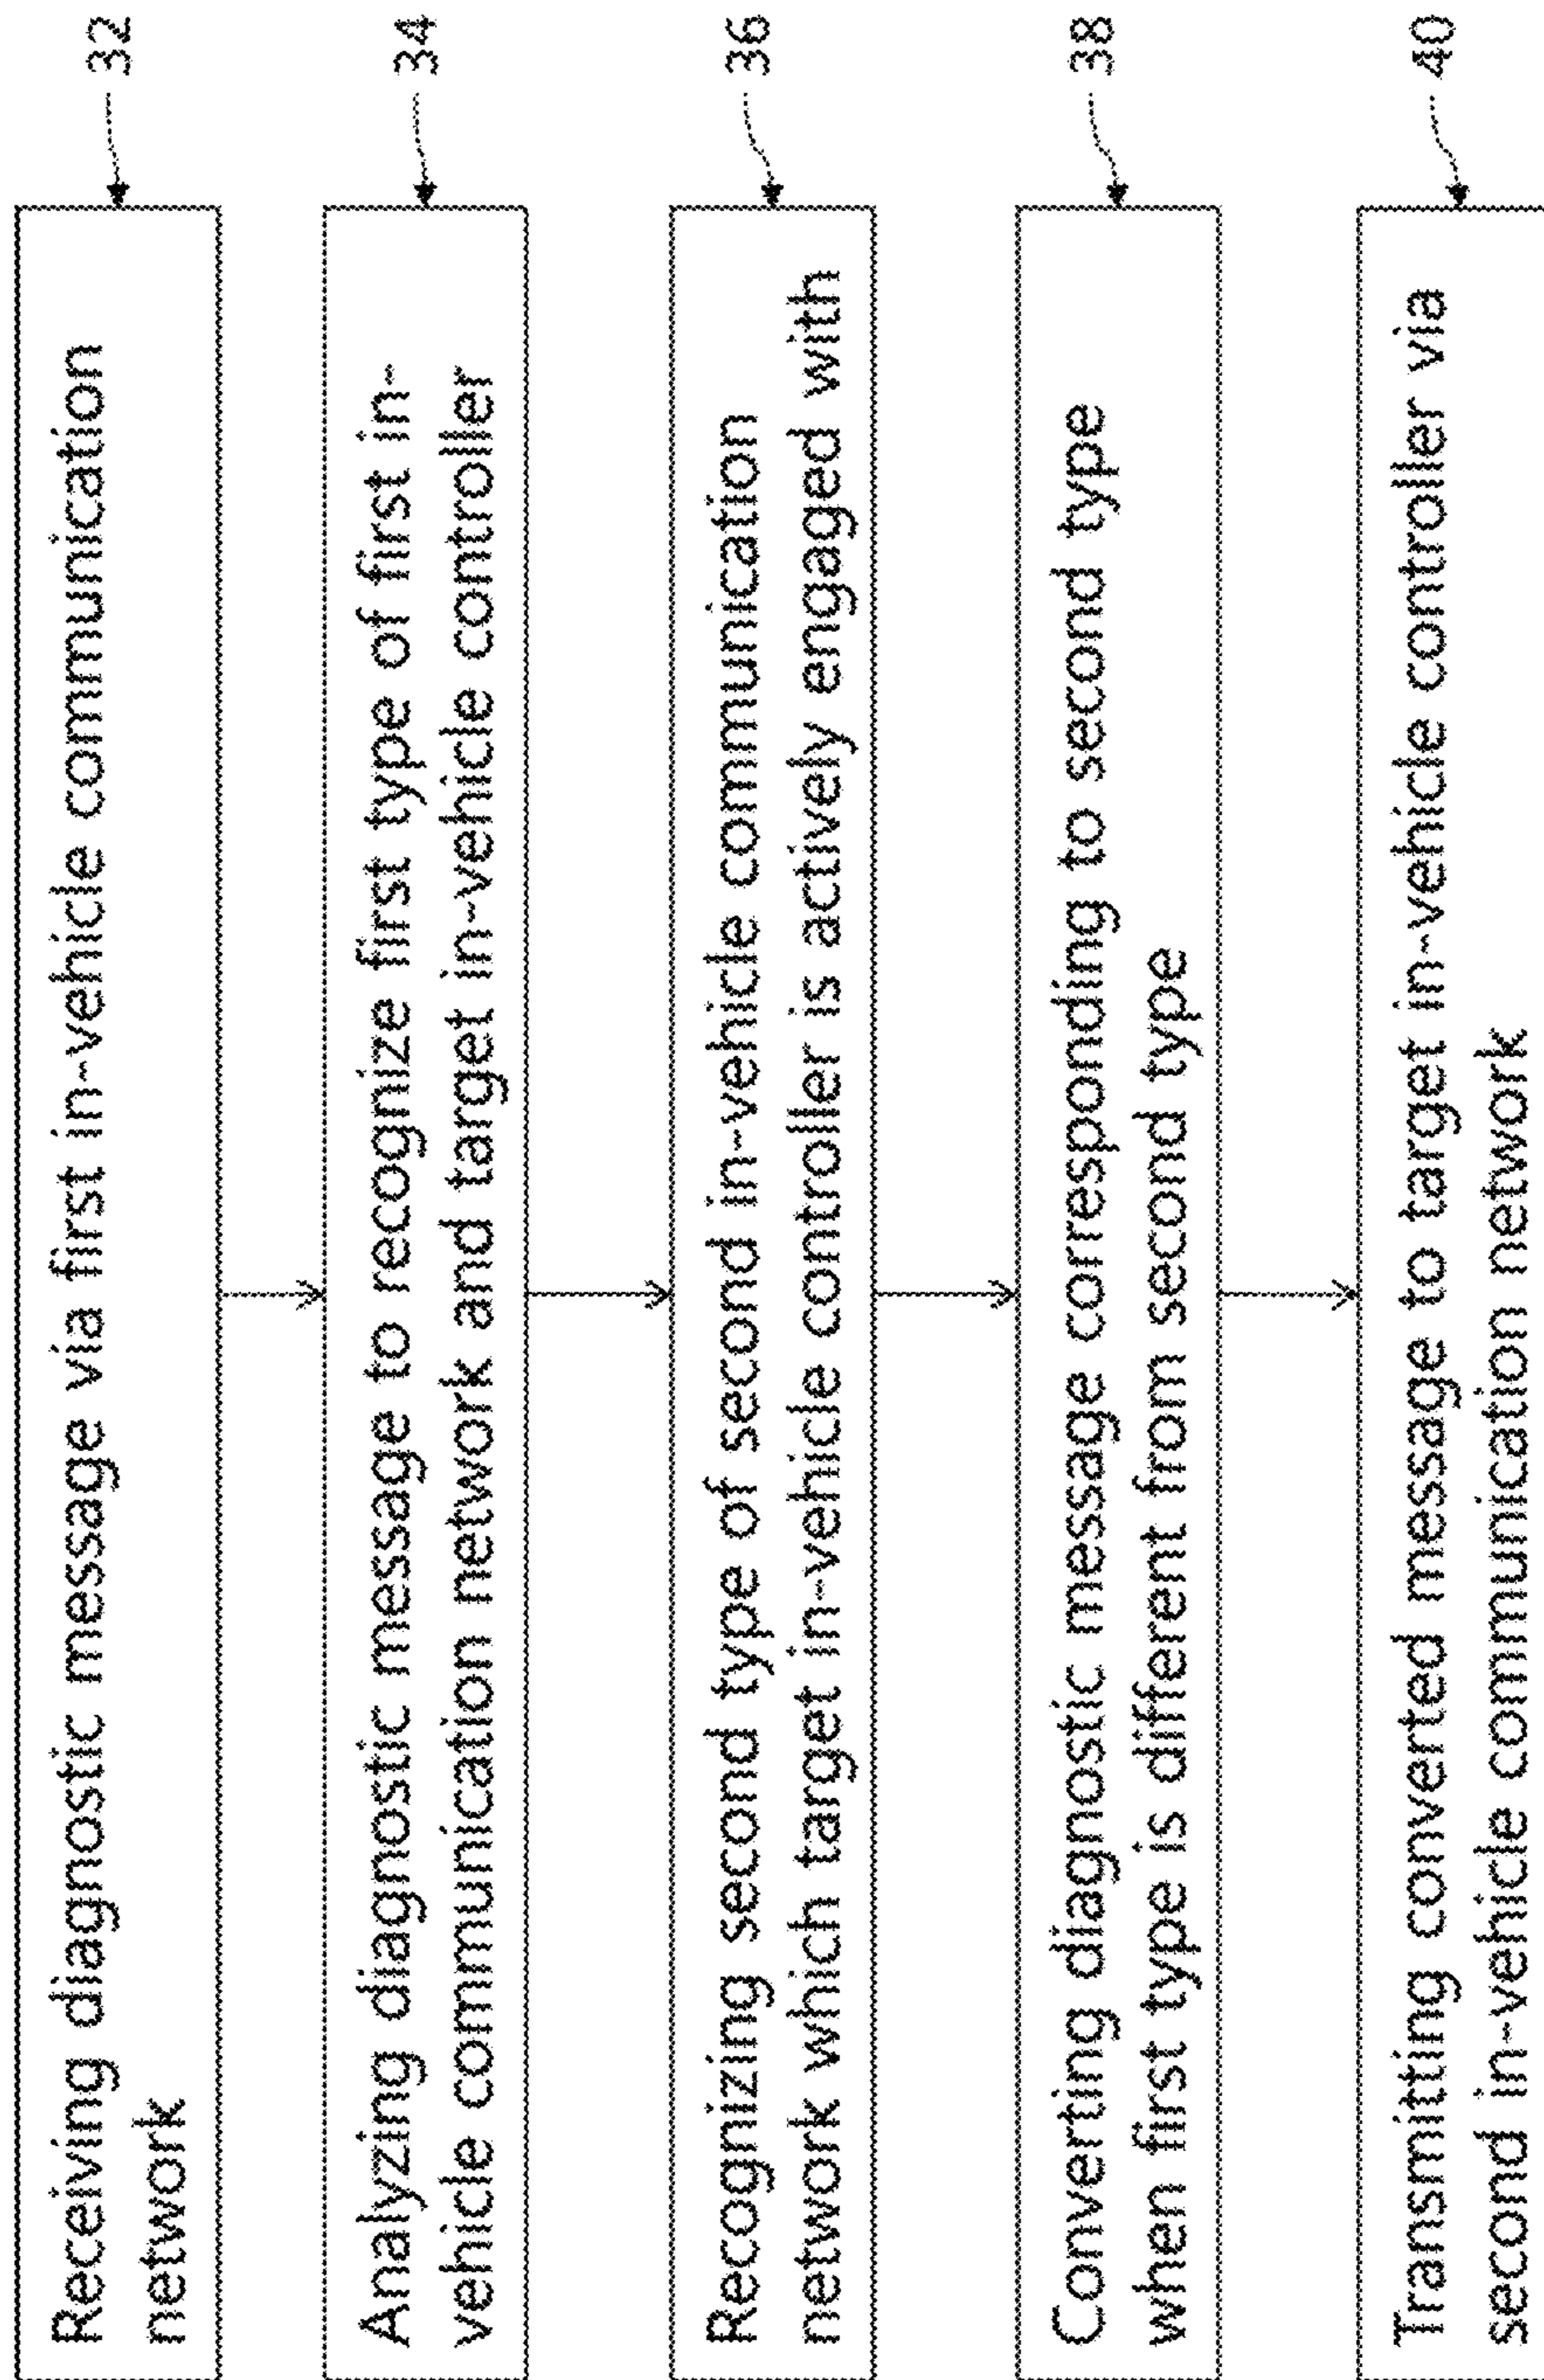 Receiving diagnostic message via first in-vehicle communication
network
32
Analyzing diagnostic message to recognize first type of first in-
vehicle communication network and target in-vehicle controller
34
Recognizing second type of second in-vehicle communication
network which target in-vehicle controller is actively engaged with
36
Converting diagnostic message corresponding to second type
when first type is different from second type
38
Transmitting converted message to target in-vehicle controller via
second in-vehicle communication network
40